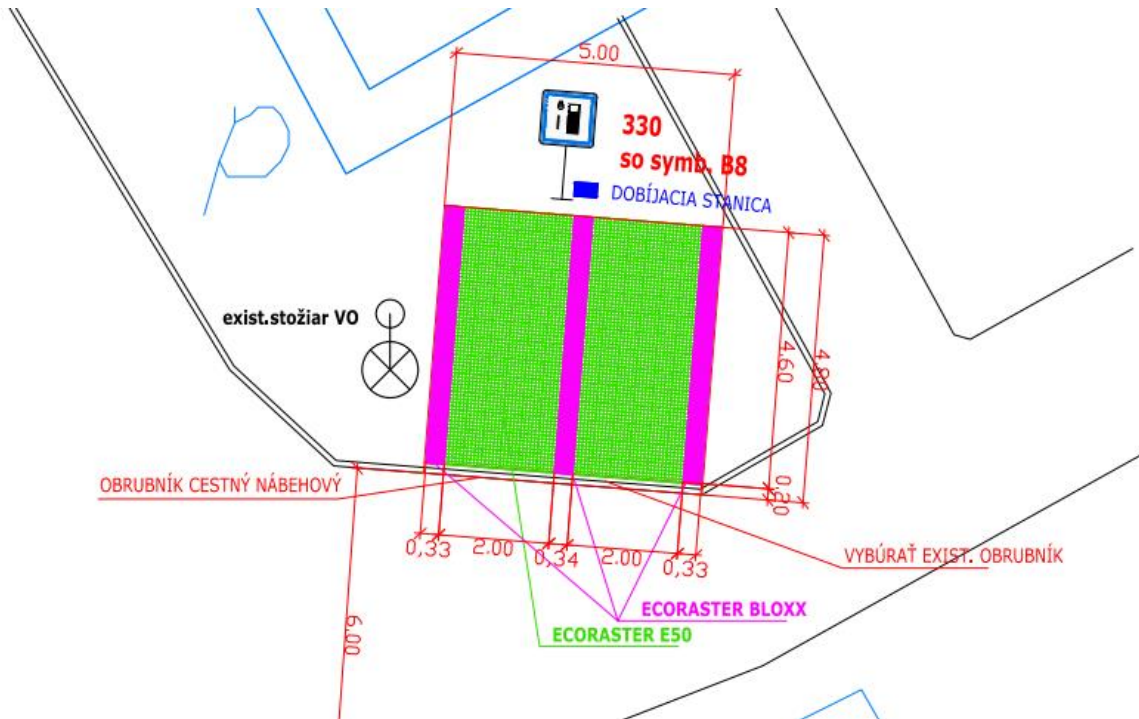 5.00
330
so symb. B8
DOBÍJACIA STANICA
exist.stožiar VO
4.60
4.80
0.20
OBRUBNÍK CESTNÝ NÁBEHOVÝ
0,33
2.00
0,34
2.00
0,33
VYBÚRAŤ EXIST. OBRUBNÍK
ECORASTER BLOXX
ECORASTER E50
6.00